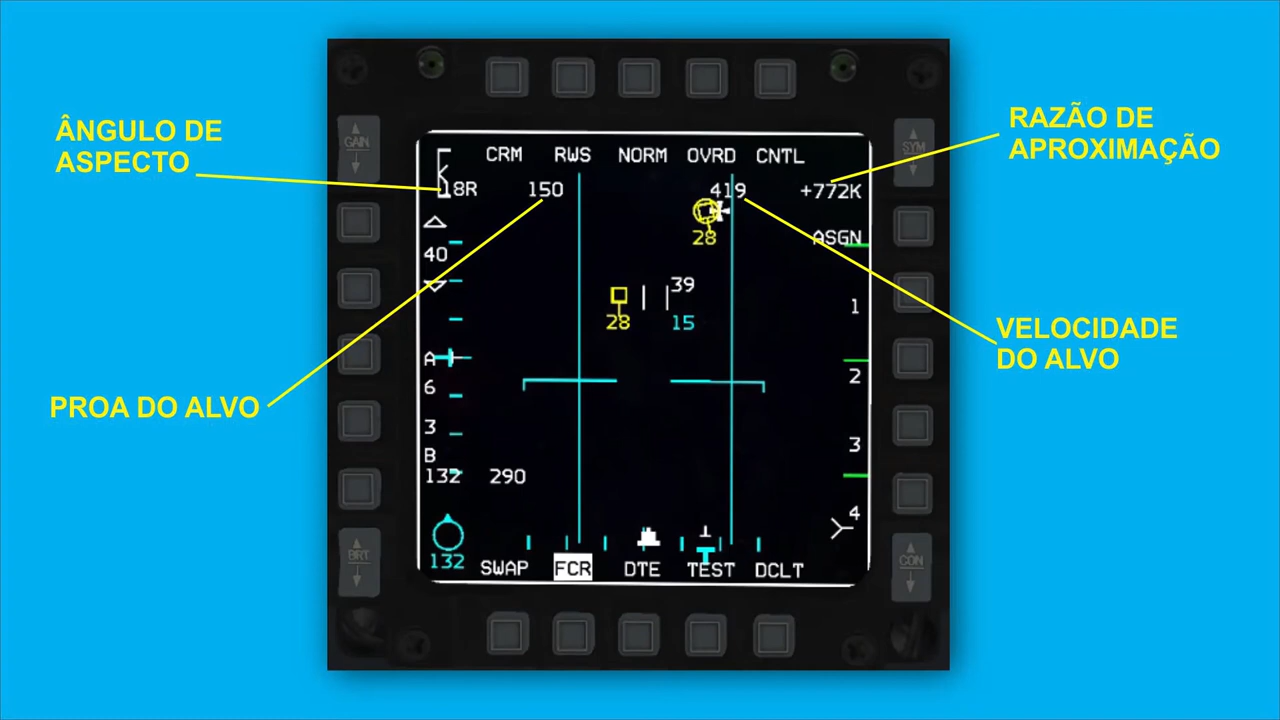 ÂNGULO DE
ASPECTO
PROA DO ALVO
RAZÃO DE
APROXIMAÇÃO
VELOCIDADE
DO ALVO
GAIN
SYM
BRT
CON
CRM RWS NORM OVRD CNTL
18R 150 419 +772K
28
ASGN
40
39
28 15
1
A
6
2
3
3
B
132 290
4
132
SWAP FCR DTE TEST DCLT